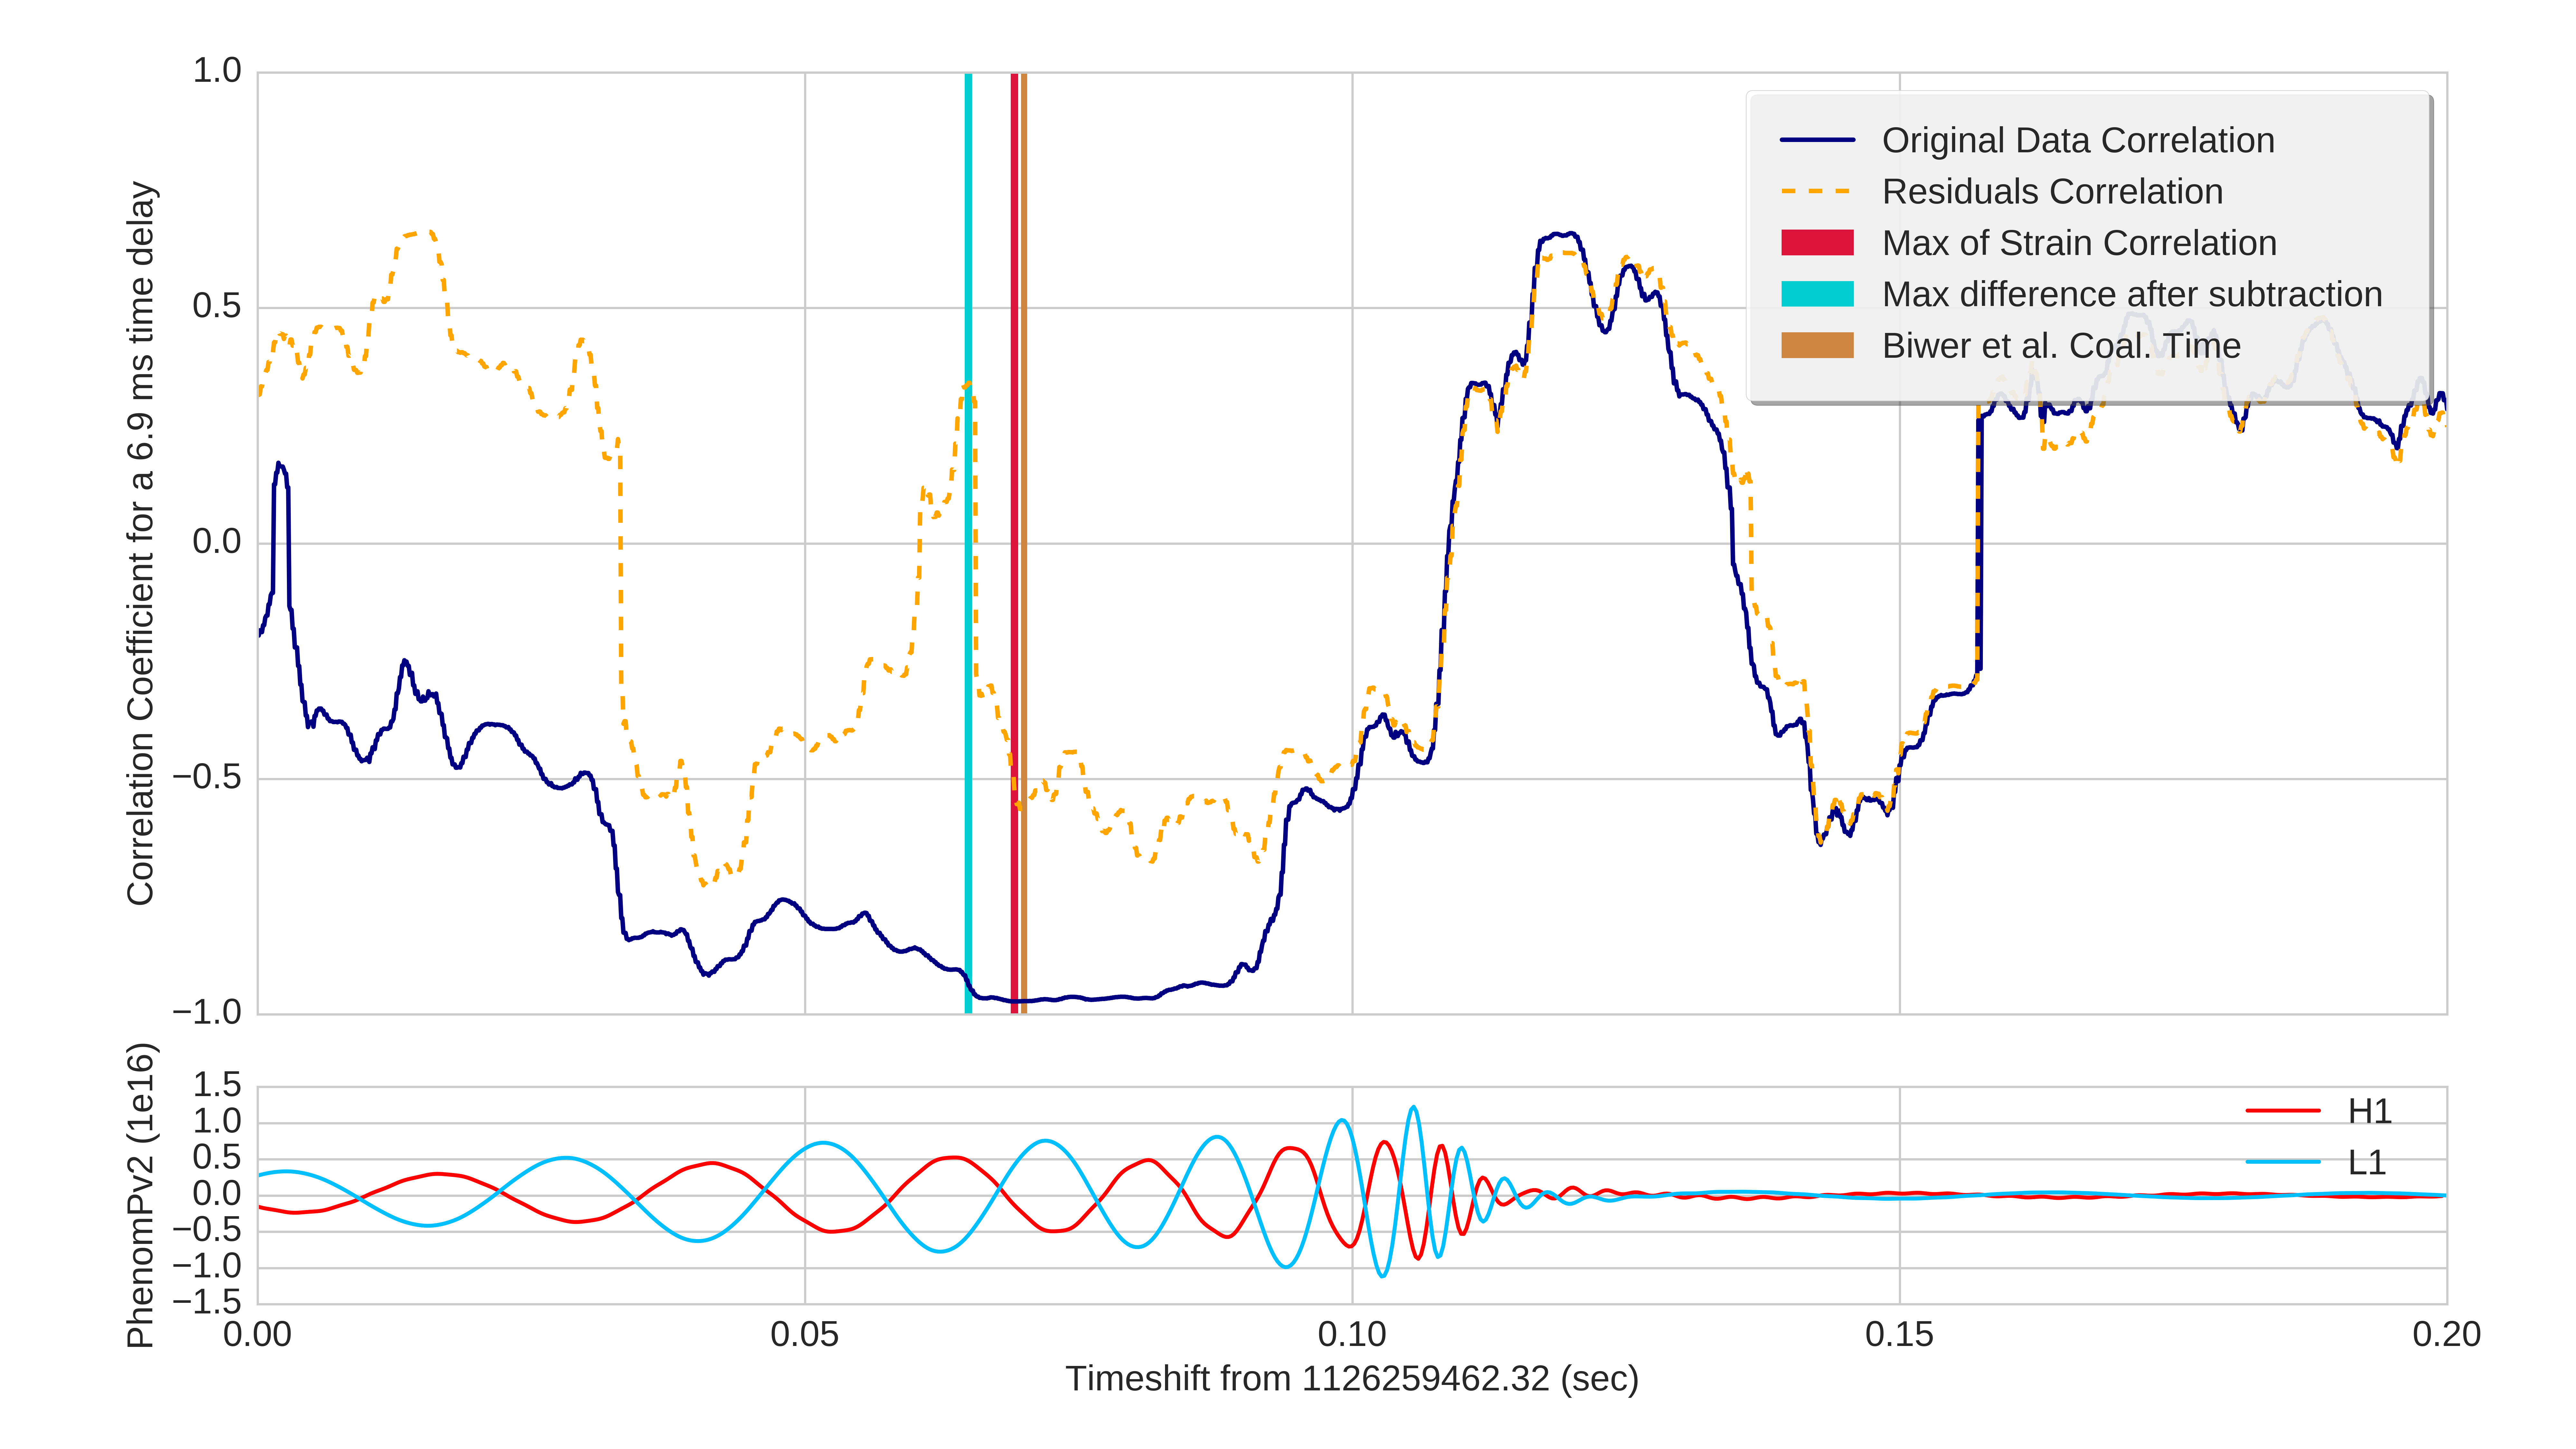 Correlation Coefficient for a 6.9 ms time delay
1.0
0.5
0.0
−0.5
−1.0
Original Data Correlation
Residuals Correlation
Max of Strain Correlation
Max difference after subtraction
Biwer et al. Coal. Time
PhenomPv2 (1e16)
1.5
1.0
0.5
0.0
−0.5
−1.0
−1.5
H1
L1
0.00 0.05 0.10 0.15 0.20
Timeshift from 1126259462.32 (sec)